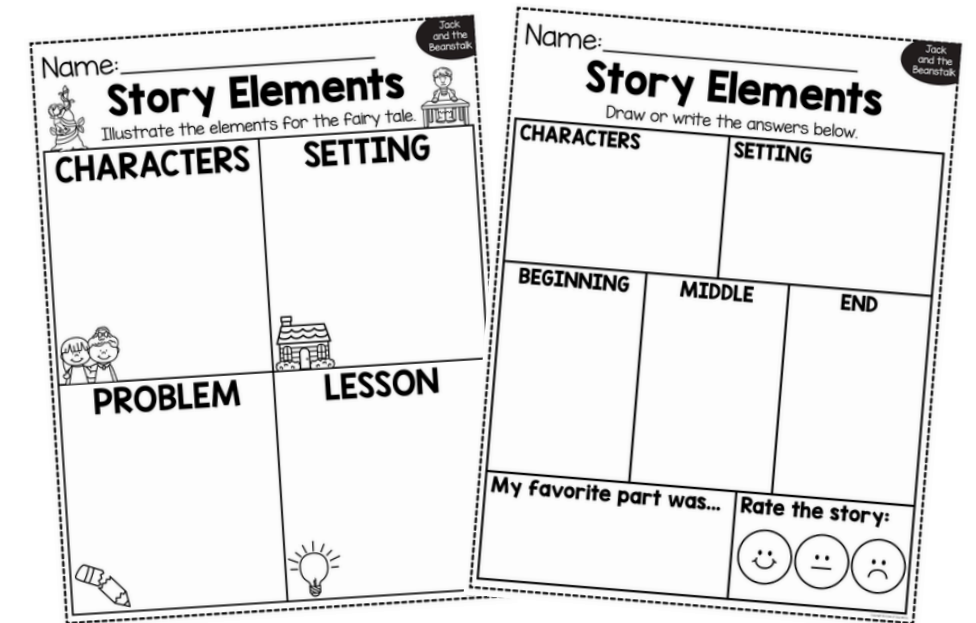 Jack
and the
Beanstalk
Name:
Story Elements
Illustrate the elements for the fairy tale.
CHARACTERS
SETTING
PROBLEM
LESSON
Jack
and the
Beanstalk
Name:
Story Elements
Draw or write the answers below.
CHARACTERS
SETTING
BEGINNING
MIDDLE
END
My favorite part was...
Rate the story: